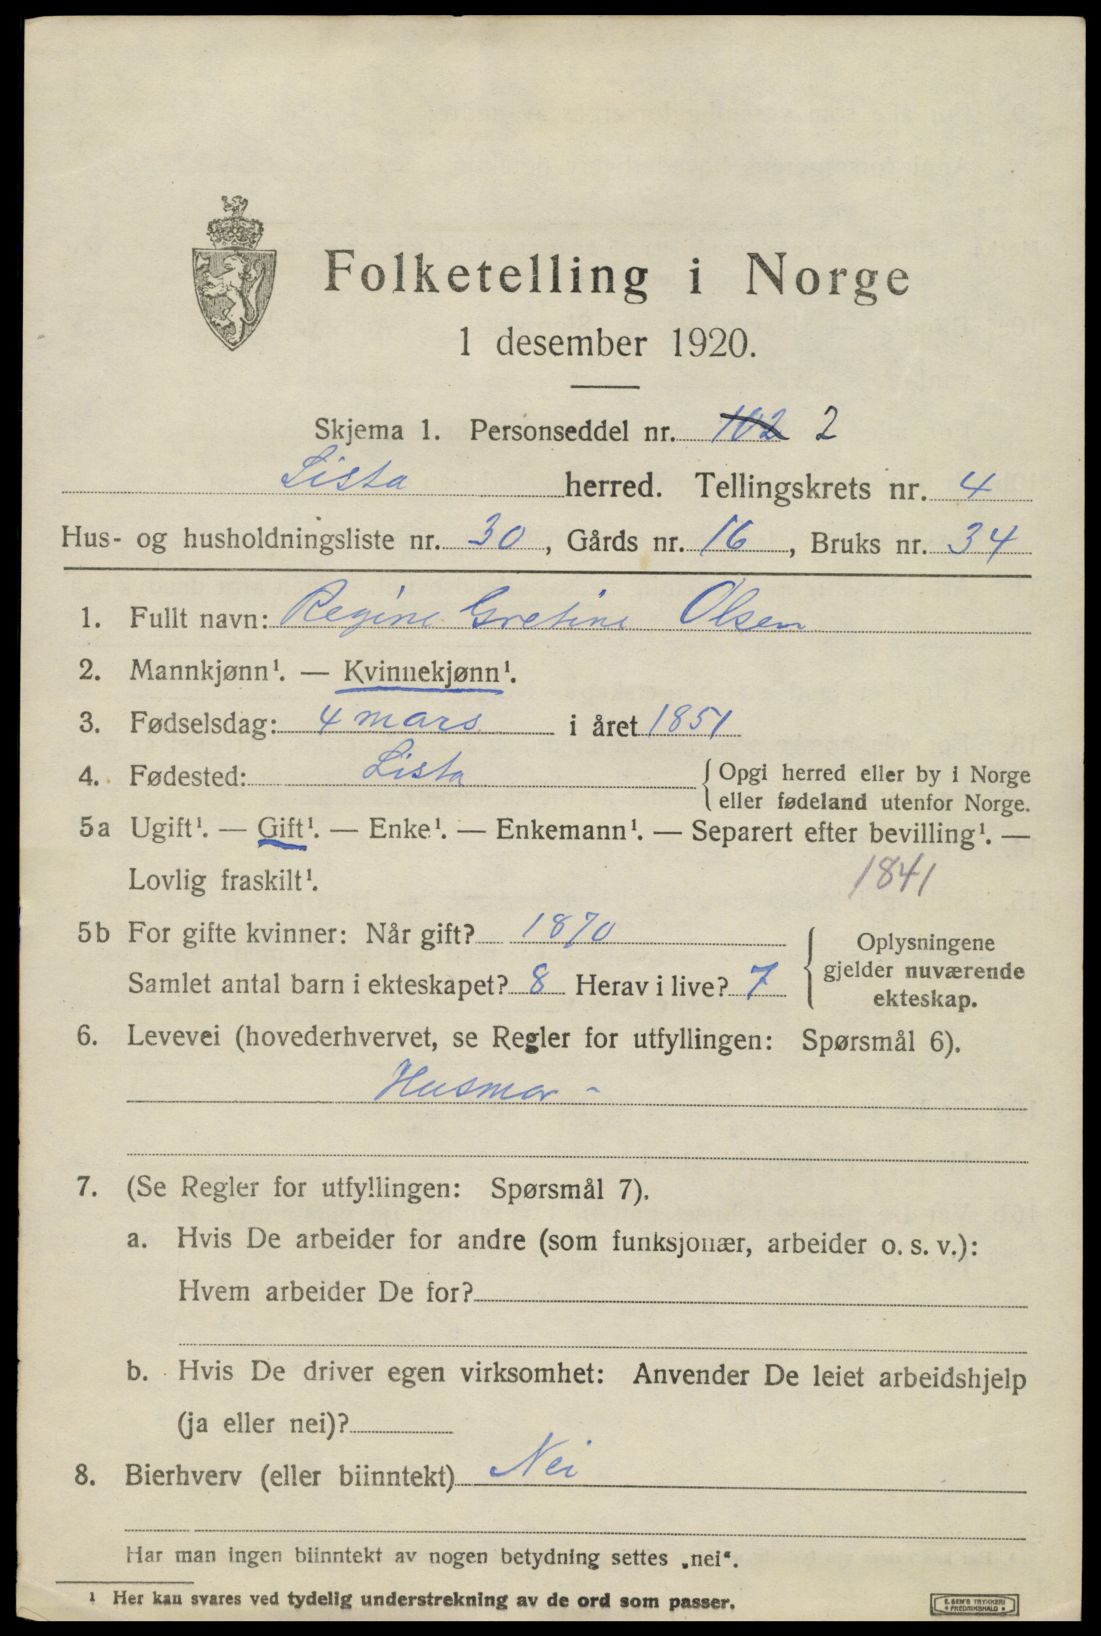 Folketelling i Norge
1 desember 1920.
Skjema 1. Personseddel nr. 102 2
Lista herred. Tellingskrets nr. 4
Hus- og husholdningsliste nr. 30, Gårds nr. 16, Bruks nr. 34
1. Fullt navn: Regine Gretine Olsen
2. Mannkjønn¹. — Kvinnekjønn¹.
3. Fødselsdag: 4 mars i året 1851
4. Fødested: Lista { Opgi herred eller by i Norge
eller fødeland utenfor Norge.
5a Ugift¹. — Gift¹. — Enke¹. — Enkemann¹. — Separert efter bevilling¹. —
Lovlig fraskilt¹. 1841
5b For gifte kvinner: Når gift? 1870
Samlet antal barn i ekteskapet? 8 Herav i live? 7
{ Oplysningene
gjelder nuværende
ekteskap.
6. Levevei (hovederhvervet, se Regler for utfyllingen: Spørsmål 6).
Husmor -
7. (Se Regler for utfyllingen: Spørsmål 7).
a. Hvis De arbeider for andre (som funksjonær, arbeider o. s. v.):
Hvem arbeider De for?
b. Hvis De driver egen virksomhet: Anvender De leiet arbeidshjelp
(ja eller nei)?
8. Bierhverv (eller biinntekt) Nei
Har man ingen biinntekt av nogen betydning settes „nei“.
¹ Her kan svares ved tydelig understrekning av de ord som passer.
E. SEM'S TRYKKERI
* FREDRIKSHALD *